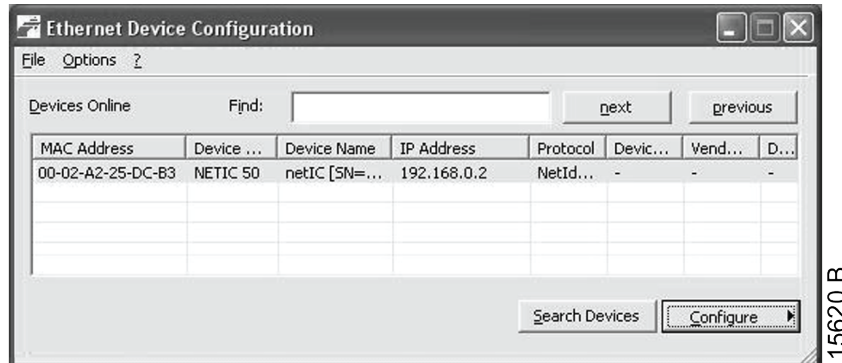 Ethernet Device Configuration
File Options ?
Devices Online Find: next previous
MAC Address Device ... Device Name IP Address Protocol Devic... Vend... D...
00-02-A2-25-DC-B3 NETIC 50 netIC [SN=... 192.168.0.2 NetId... - - -
Search Devices Configure
15620 B